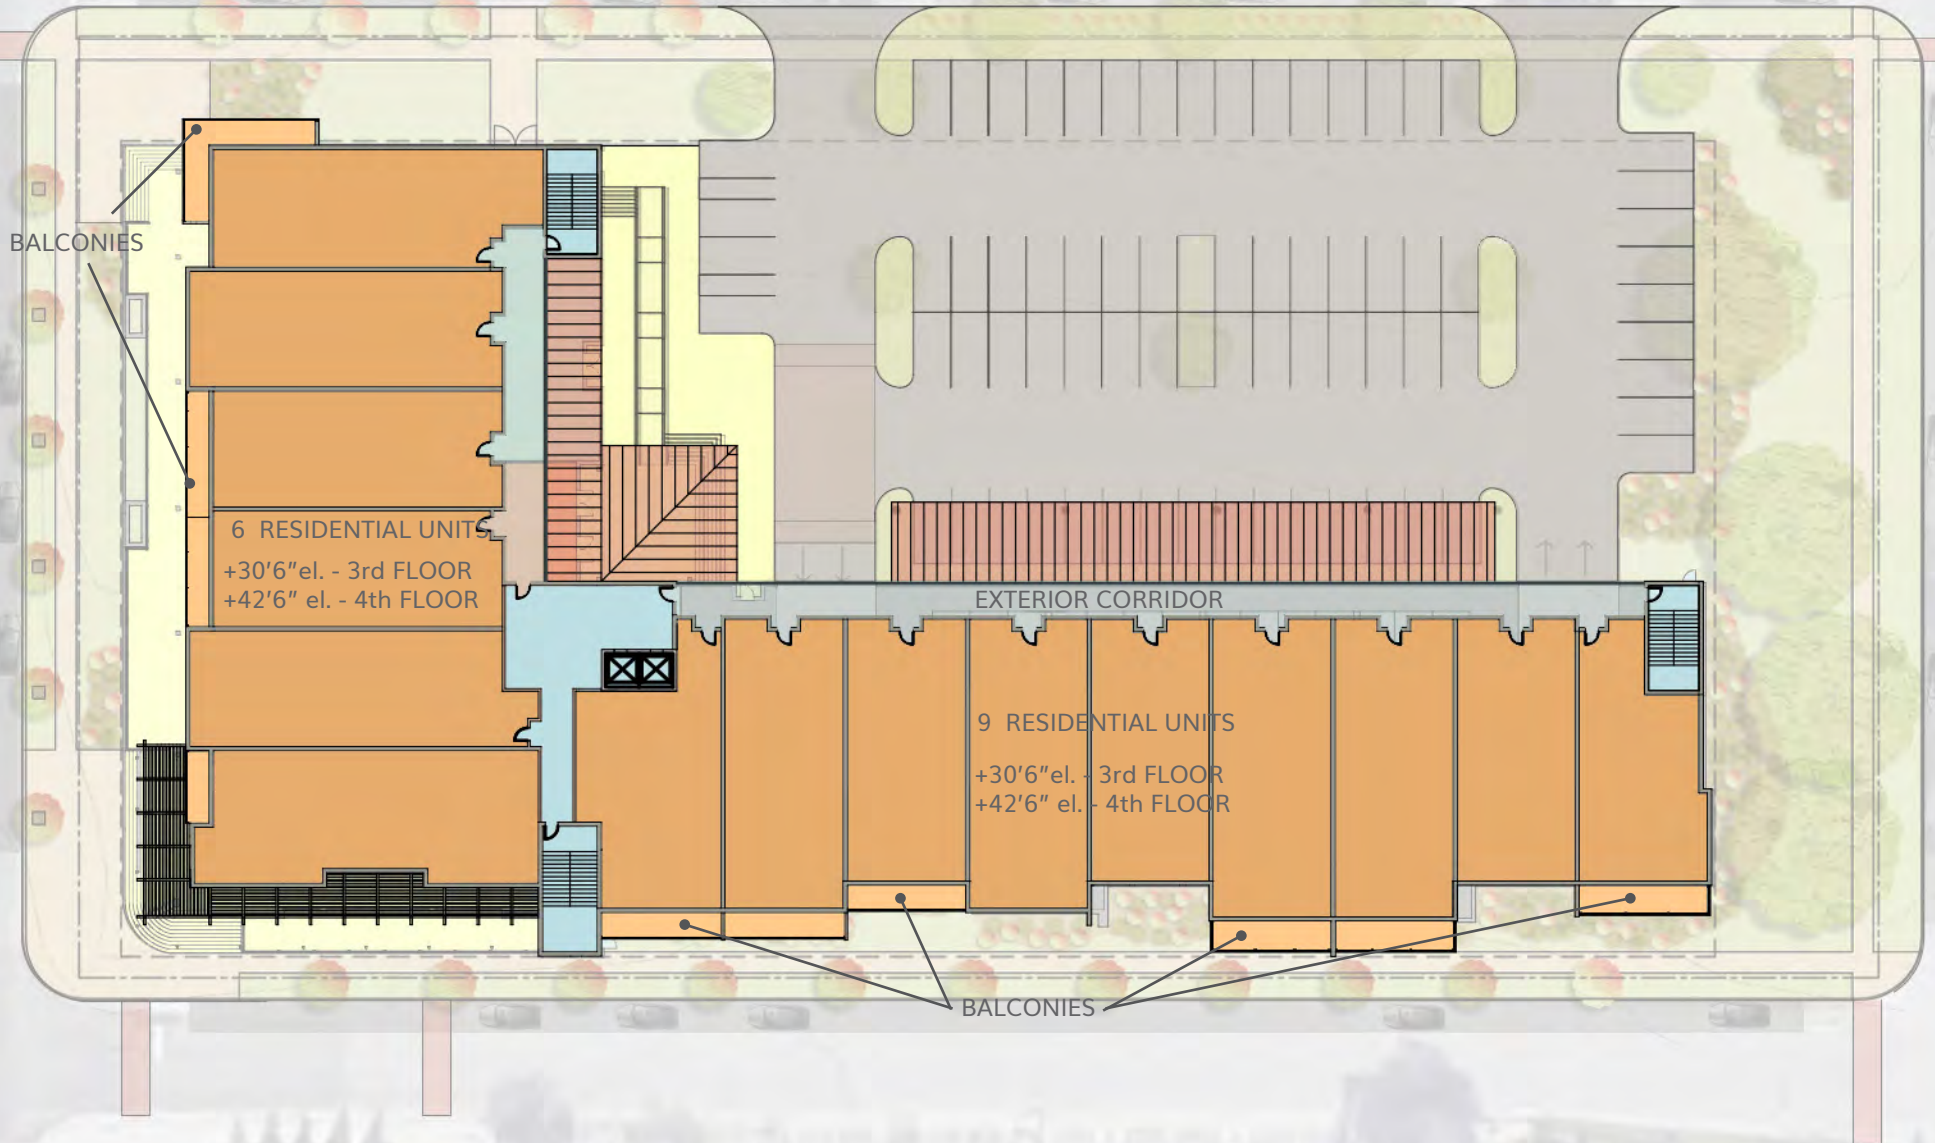 BALCONIES
6 RESIDENTIAL UNITS
+30'6"el. - 3rd FLOOR
+42'6" el. - 4th FLOOR
EXTERIOR CORRIDOR
9 RESIDENTIAL UNITS
+30'6"el. - 3rd FLOOR
+42'6" el. - 4th FLOOR
BALCONIES